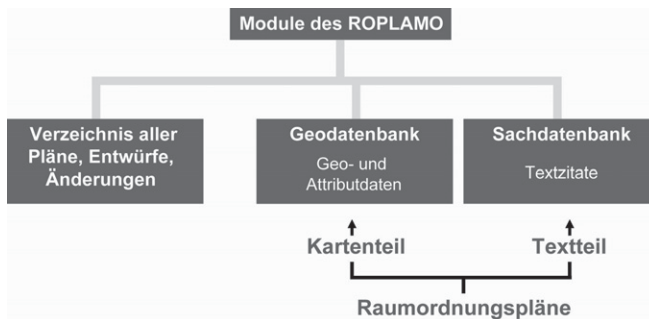 Module des ROPLAMO
Verzeichnis aller
Pläne, Entwürfe,
Änderungen
Geodatenbank
Geo- und
Attributdaten
Sachdatenbank
Textzitate
Kartenteil
Textteil
Raumordnungspläne